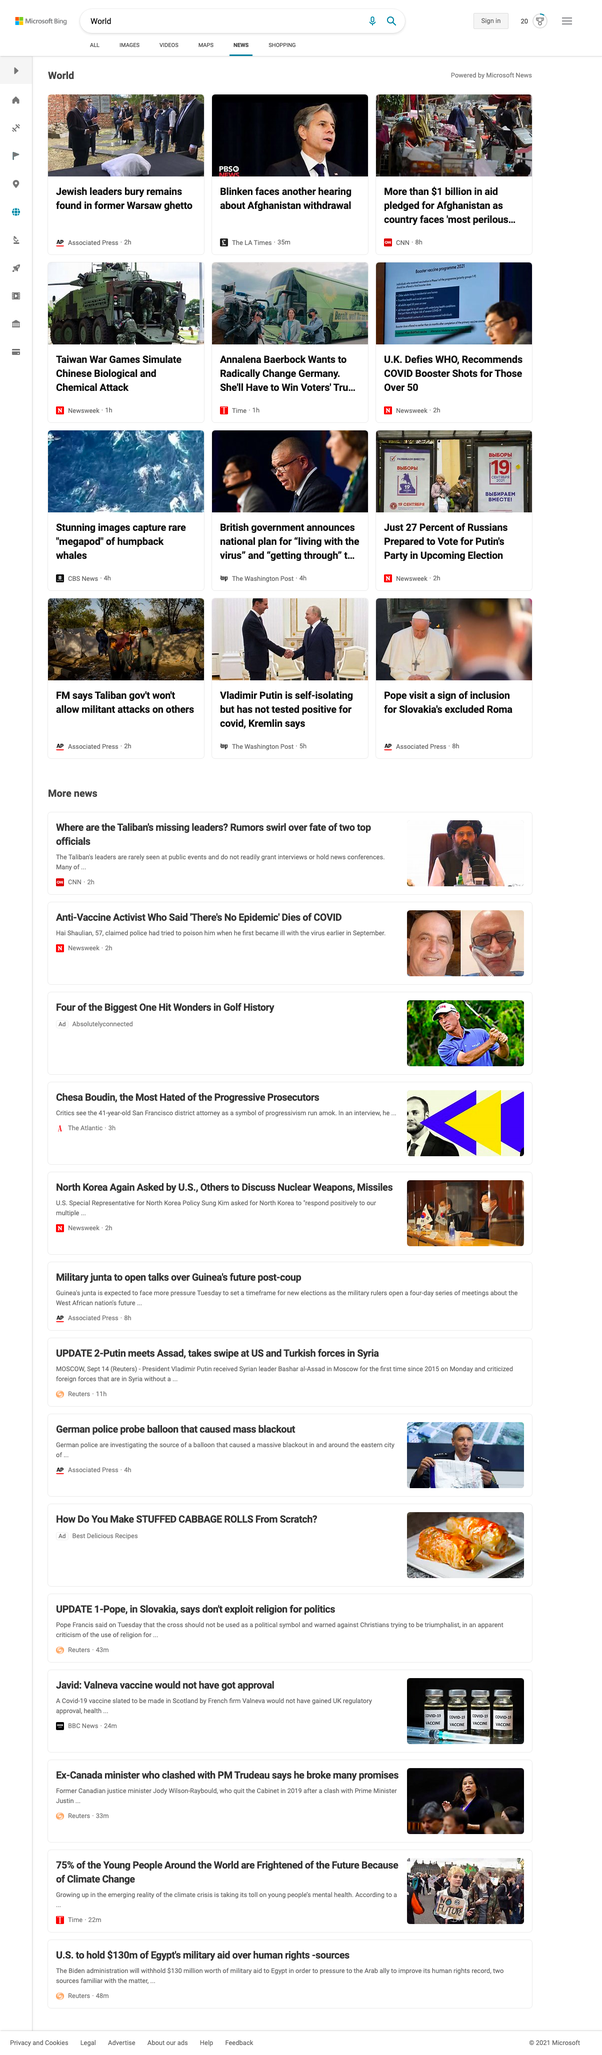 Microsoft Bing
World
Sign in
20
ALL IMAGES VIDEOS MAPS NEWS SHOPPING
World
Powered by Microsoft News
PBS
NEWS
Jewish leaders bury remains
found in former Warsaw ghetto
AP Associated Press · 2h
Blinken faces another hearing
about Afghanistan withdrawal
The LA Times · 35m
More than $1 billion in aid
pledged for Afghanistan as
country faces 'most perilous...
CNN · 8h
Taiwan War Games Simulate
Chinese Biological and
Chemical Attack
N Newsweek · 1h
Annalena Baerbock Wants to
Radically Change Germany.
She'll Have to Win Voters' Tru...
T Time · 1h
Booster vaccine programme 2021
U.K. Defies WHO, Recommends
COVID Booster Shots for Those
Over 50
N Newsweek · 2h
Stunning images capture rare
"megapod" of humpback
whales
CBS News · 4h
British government announces
national plan for "living with the
virus" and "getting through" t...
wp The Washington Post · 4h
ВЫБОРЫ
ВЫБОРЫ
19
СЕНТЯБРЯ
ВЫБИРАЕМ
ВМЕСТЕ!
Just 27 Percent of Russians
Prepared to Vote for Putin's
Party in Upcoming Election
N Newsweek · 2h
FM says Taliban gov't won't
allow militant attacks on others
AP Associated Press · 2h
Vladimir Putin is self-isolating
but has not tested positive for
covid, Kremlin says
wp The Washington Post · 5h
Pope visit a sign of inclusion
for Slovakia's excluded Roma
AP Associated Press · 8h
More news
Where are the Taliban's missing leaders? Rumors swirl over fate of two top
officials
The Taliban's leaders are rarely seen at public events and do not readily grant interviews or hold news conferences.
Many of ...
CNN · 2h
Anti-Vaccine Activist Who Said 'There's No Epidemic' Dies of COVID
Hai Shaulian, 57, claimed police had tried to poison him when he first became ill with the virus earlier in September.
N Newsweek · 2h
Four of the Biggest One Hit Wonders in Golf History
Ad Absolutelyconnected
Chesa Boudin, the Most Hated of the Progressive Prosecutors
Critics see the 41-year-old San Francisco district attorney as a symbol of progressivism run amok. In an interview, he ...
A The Atlantic · 3h
North Korea Again Asked by U.S., Others to Discuss Nuclear Weapons, Missiles
U.S. Special Representative for North Korea Policy Sung Kim asked for North Korea to "respond positively to our
multiple ...
N Newsweek · 2h
Military junta to open talks over Guinea's future post-coup
Guinea's junta is expected to face more pressure Tuesday to set a timeframe for new elections as the military rulers open a four-day series of meetings about the
West African nation's future ...
AP Associated Press · 8h
UPDATE 2-Putin meets Assad, takes swipe at US and Turkish forces in Syria
MOSCOW, Sept 14 (Reuters) - President Vladimir Putin received Syrian leader Bashar al-Assad in Moscow for the first time since 2015 on Monday and criticized
foreign forces that are in Syria without a ...
Reuters · 11h
German police probe balloon that caused mass blackout
German police are investigating the source of a balloon that caused a massive blackout in and around the eastern city
of ...
AP Associated Press · 4h
How Do You Make STUFFED CABBAGE ROLLS From Scratch?
Ad Best Delicious Recipes
UPDATE 1-Pope, in Slovakia, says don't exploit religion for politics
Pope Francis said on Tuesday that the cross should not be used as a political symbol and warned against Christians trying to be triumphalist, in an apparent
criticism of the use of religion for ...
Reuters · 43m
Javid: Valneva vaccine would not have got approval
A Covid-19 vaccine slated to be made in Scotland by French firm Valneva would not have gained UK regulatory
approval, health ...
BBC News · 24m
COVID-19 VACCINE COVID-19 VACCINE COVID-19 VACCINE COVID-19 VACCINE
Ex-Canada minister who clashed with PM Trudeau says he broke many promises
Former Canadian justice minister Jody Wilson-Raybould, who quit the Cabinet in 2019 after a clash with Prime Minister
Justin ...
Reuters · 33m
75% of the Young People Around the World are Frightened of the Future Because
of Climate Change
Growing up in the emerging reality of the climate crisis is taking its toll on young people's mental health. According to a
...
T Time · 22m
NO
FUTURE
U.S. to hold $130m of Egypt's military aid over human rights -sources
The Biden administration will withhold $130 million worth of military aid to Egypt in order to pressure to the Arab ally to improve its human rights record, two
sources familiar with the matter,...
Reuters · 48m
Privacy and Cookies Legal Advertise About our ads Help Feedback
© 2021 Microsoft